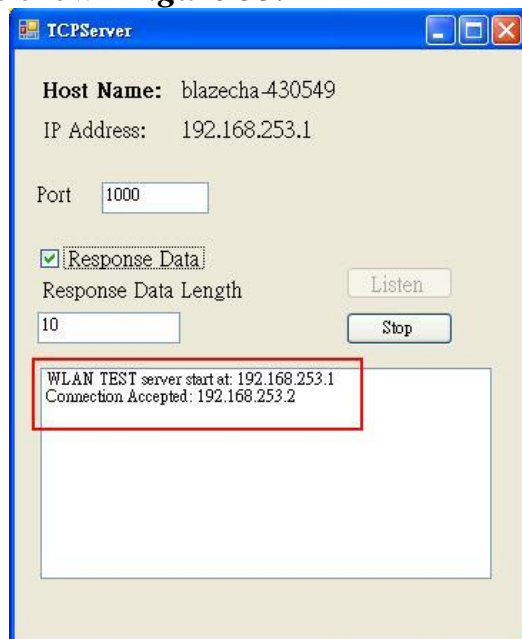 TCPServer
Host Name: blazecha-430549
IP Address: 192.168.253.1
Port 1000
Response Data
Response Data Length
Listen
10
Stop
WLAN TEST server start at: 192.168.253.1
Connection Accepted: 192.168.253.2